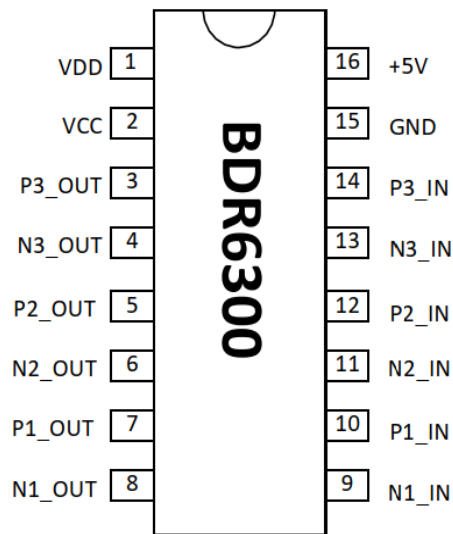 VDD 1 16 +5V
VCC 2 15 GND
P3_OUT 3 14 P3_IN
N3_OUT 4 13 N3_IN
P2_OUT 5 12 P2_IN
N2_OUT 6 11 N2_IN
P1_OUT 7 10 P1_IN
N1_OUT 8 9 N1_IN
BDR6300